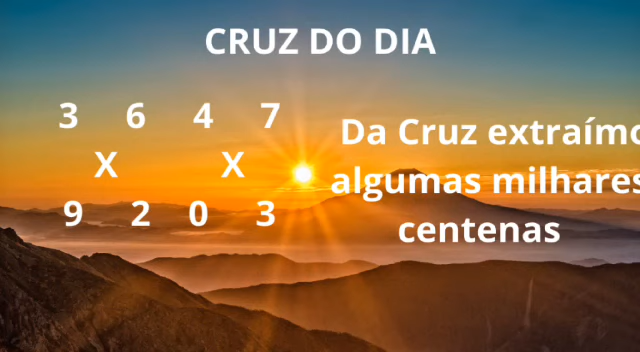 CRUZ DO DIA
3 6 4 7
X X
9 2 0 3
Da Cruz extraímo
algumas milhares
centenas